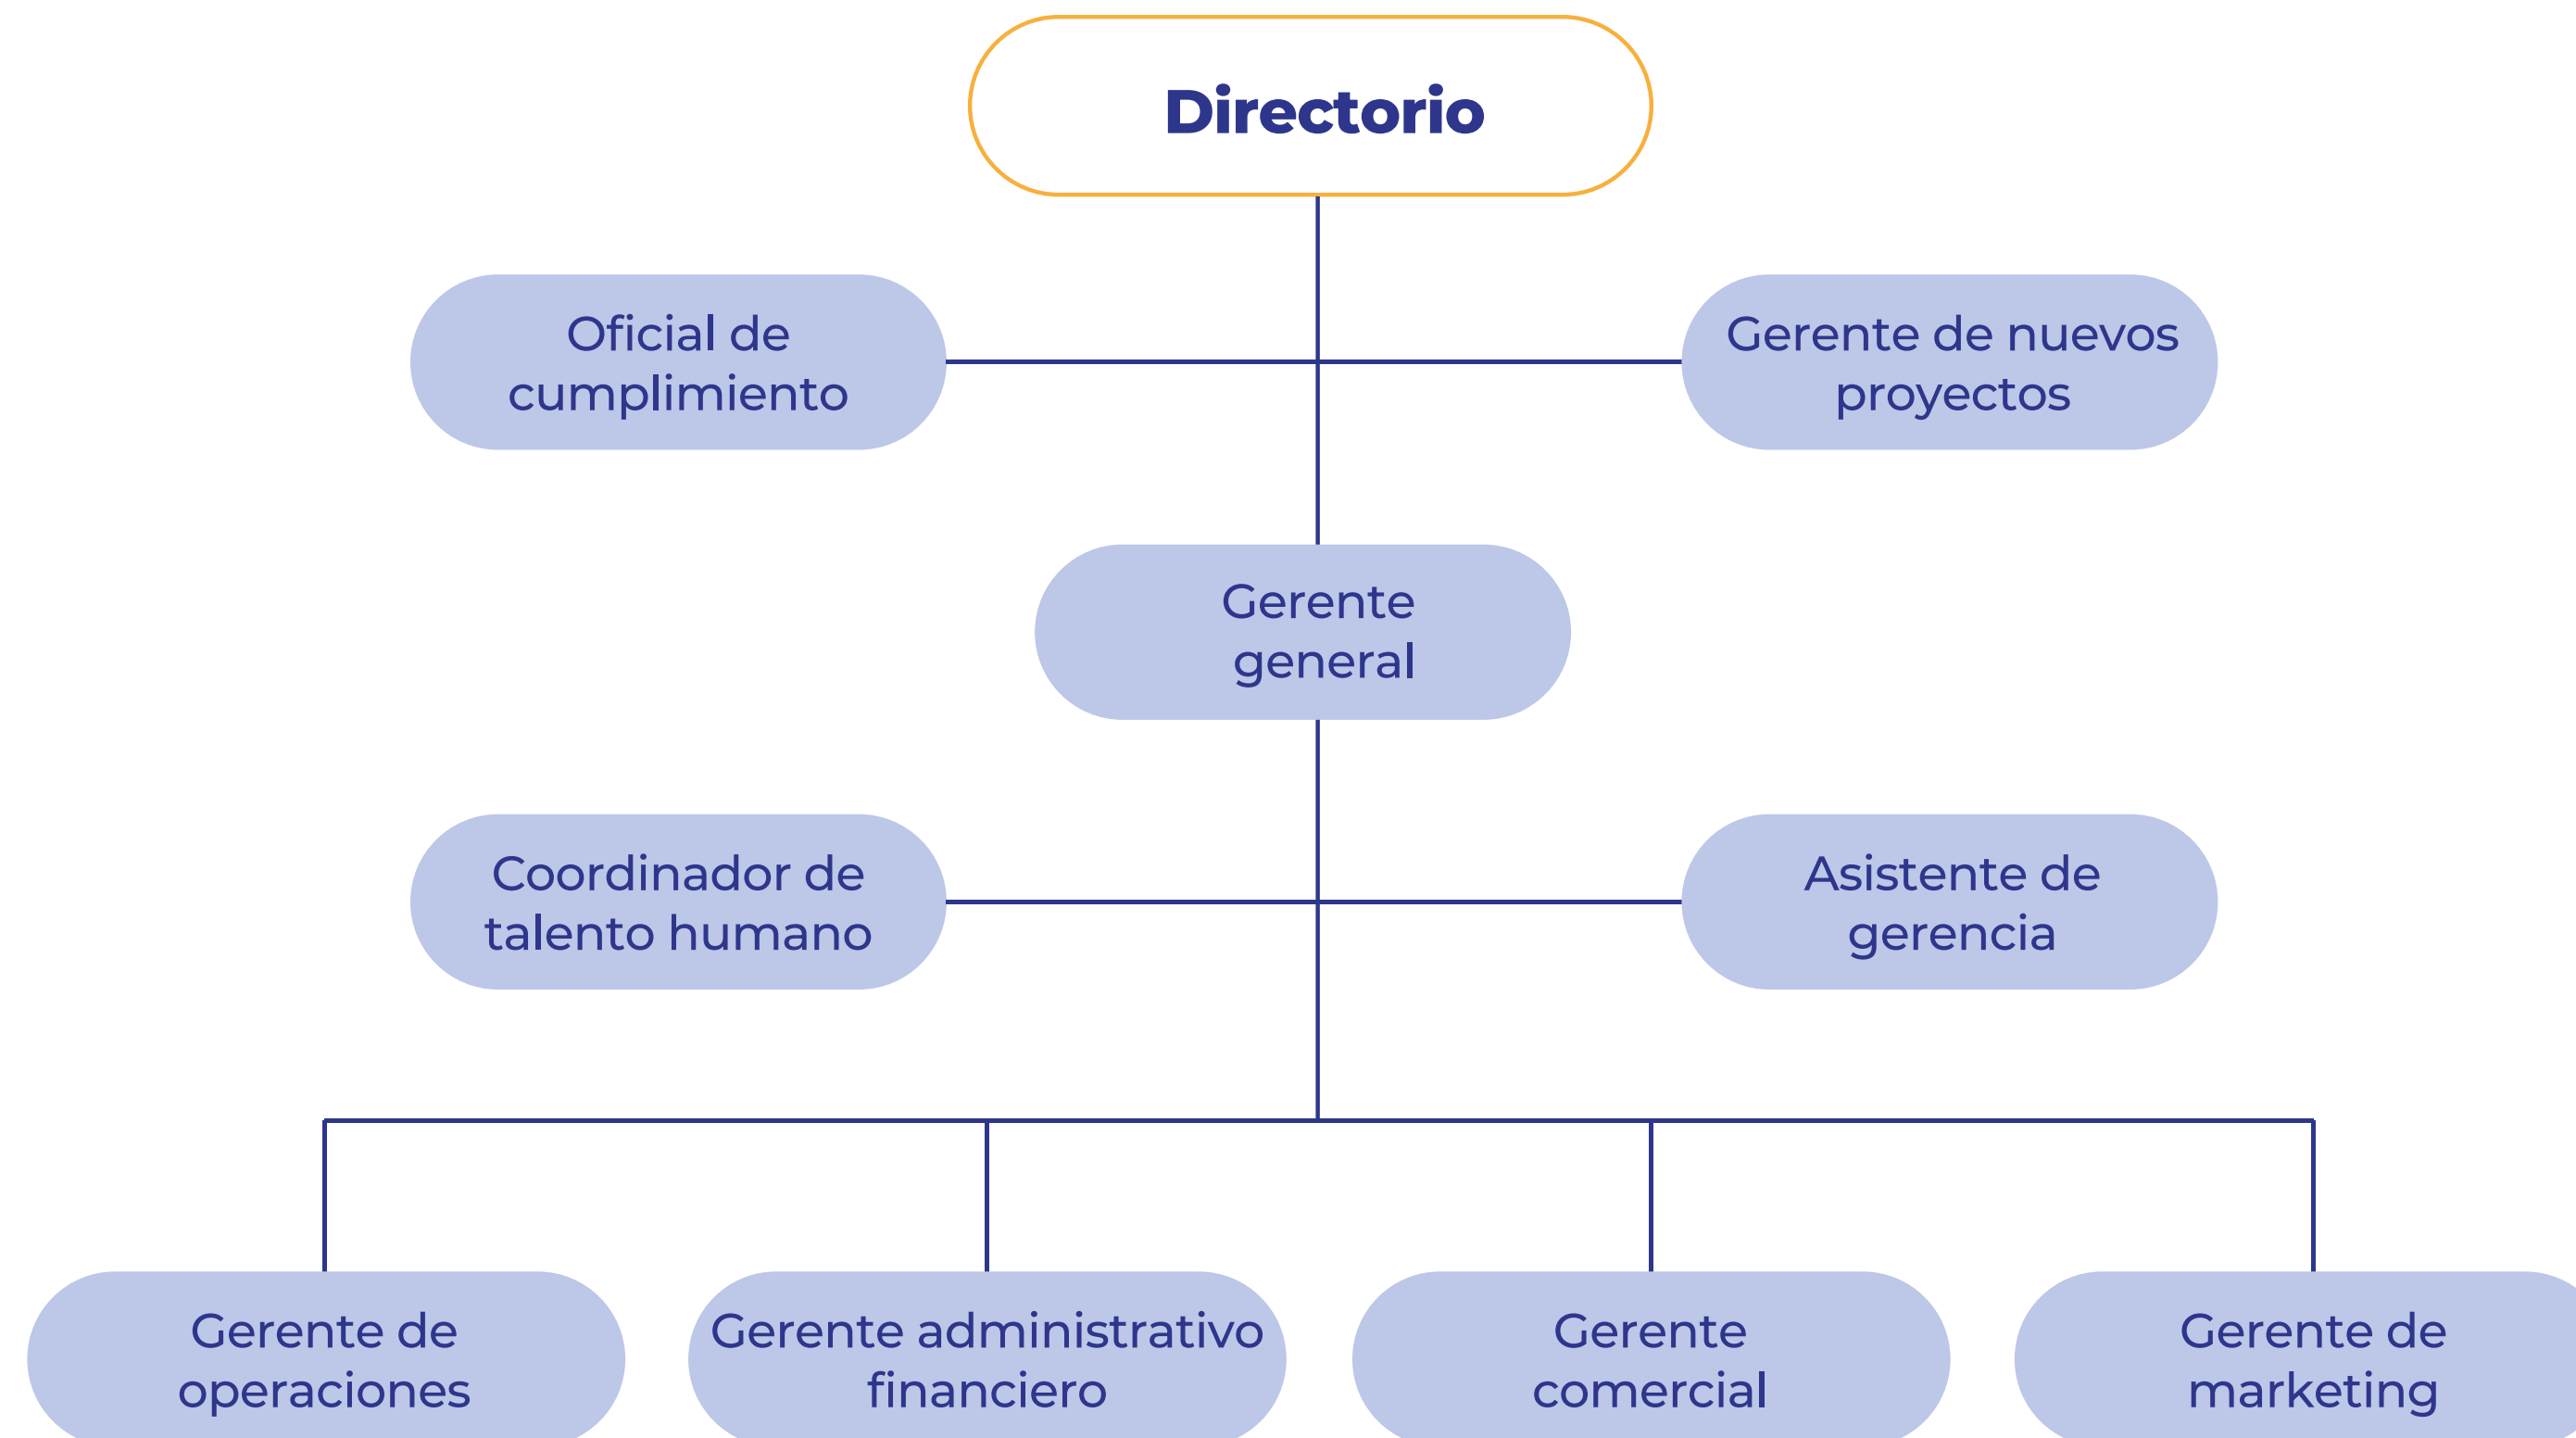 Directorio
Oficial de
cumplimiento
Gerente de nuevos
proyectos
Gerente
general
Coordinador de
talento humano
Asistente de
gerencia
Gerente de
operaciones
Gerente administrativo
financiero
Gerente
comercial
Gerente de
marketing